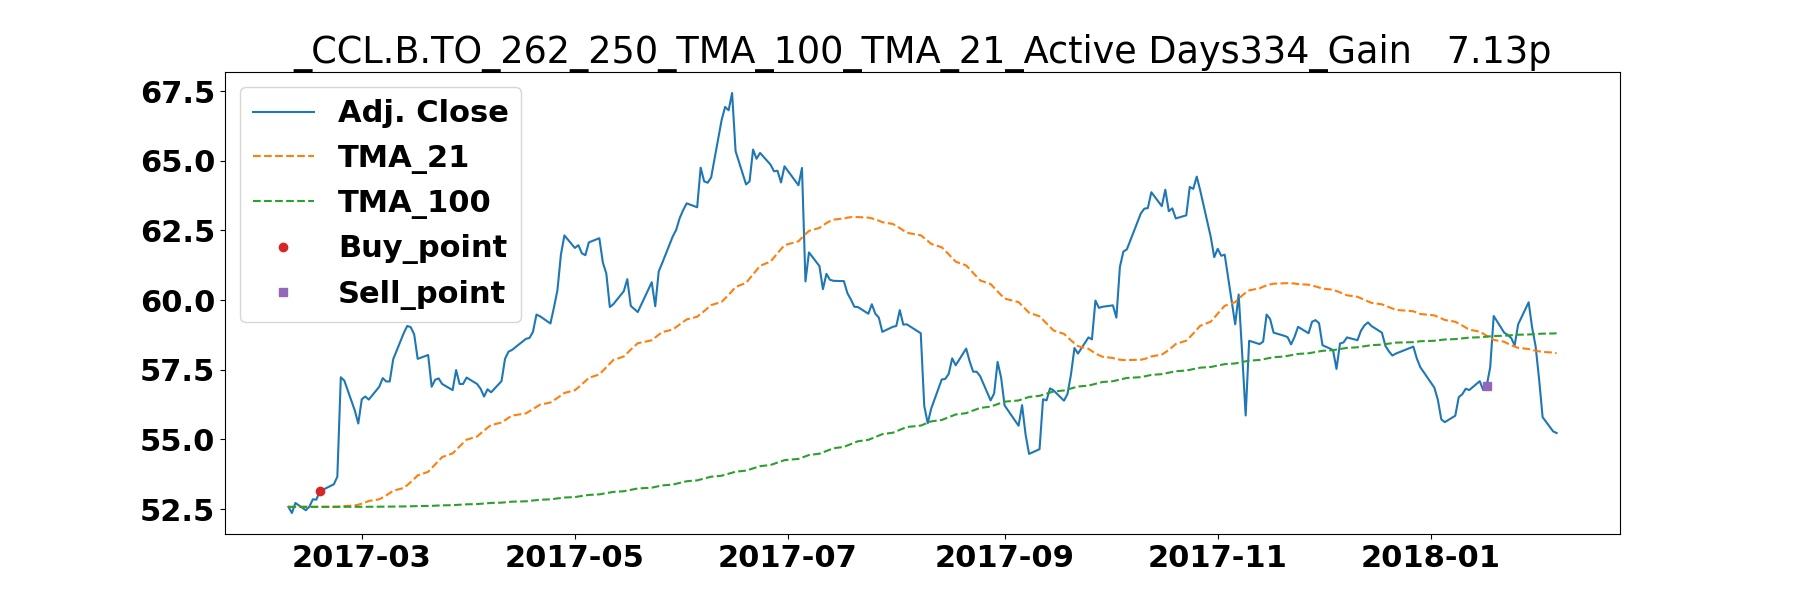 _CCL.B.TO_262_250_TMA_100_TMA_21_Active Days334_Gain   7.13p
67.5
65.0
62.5
60.0
57.5
55.0
52.5
Adj. Close
TMA_21
TMA_100
Buy_point
Sell_point
2017-03 2017-05 2017-07 2017-09 2017-11 2018-01